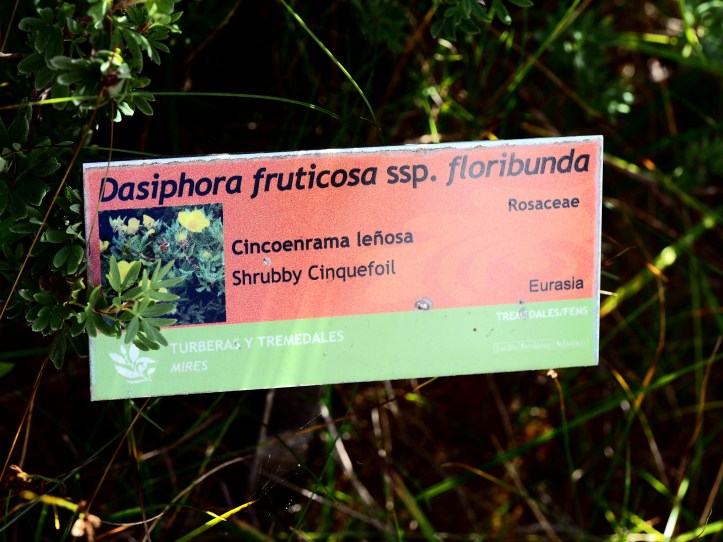 Dasiphora fruticosa ssp. floribunda
Rosaceae
Cincoenrama leñosa
Shrubby Cinquefoil
Eurasia
TREMEDALES/FENS
TURBERAS Y TREMEDALES
MIRES